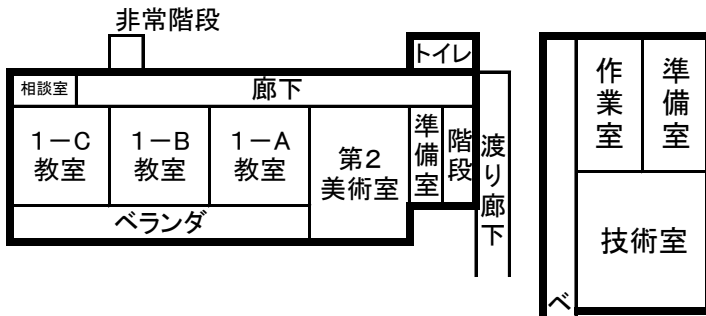 非常階段
トイレ
相談室
廊下
1-C
教室
1-B
教室
1-A
教室
第2
美術室
準備室
階段
渡り廊下
ベランダ
作業室
準備室
技術室
ベ